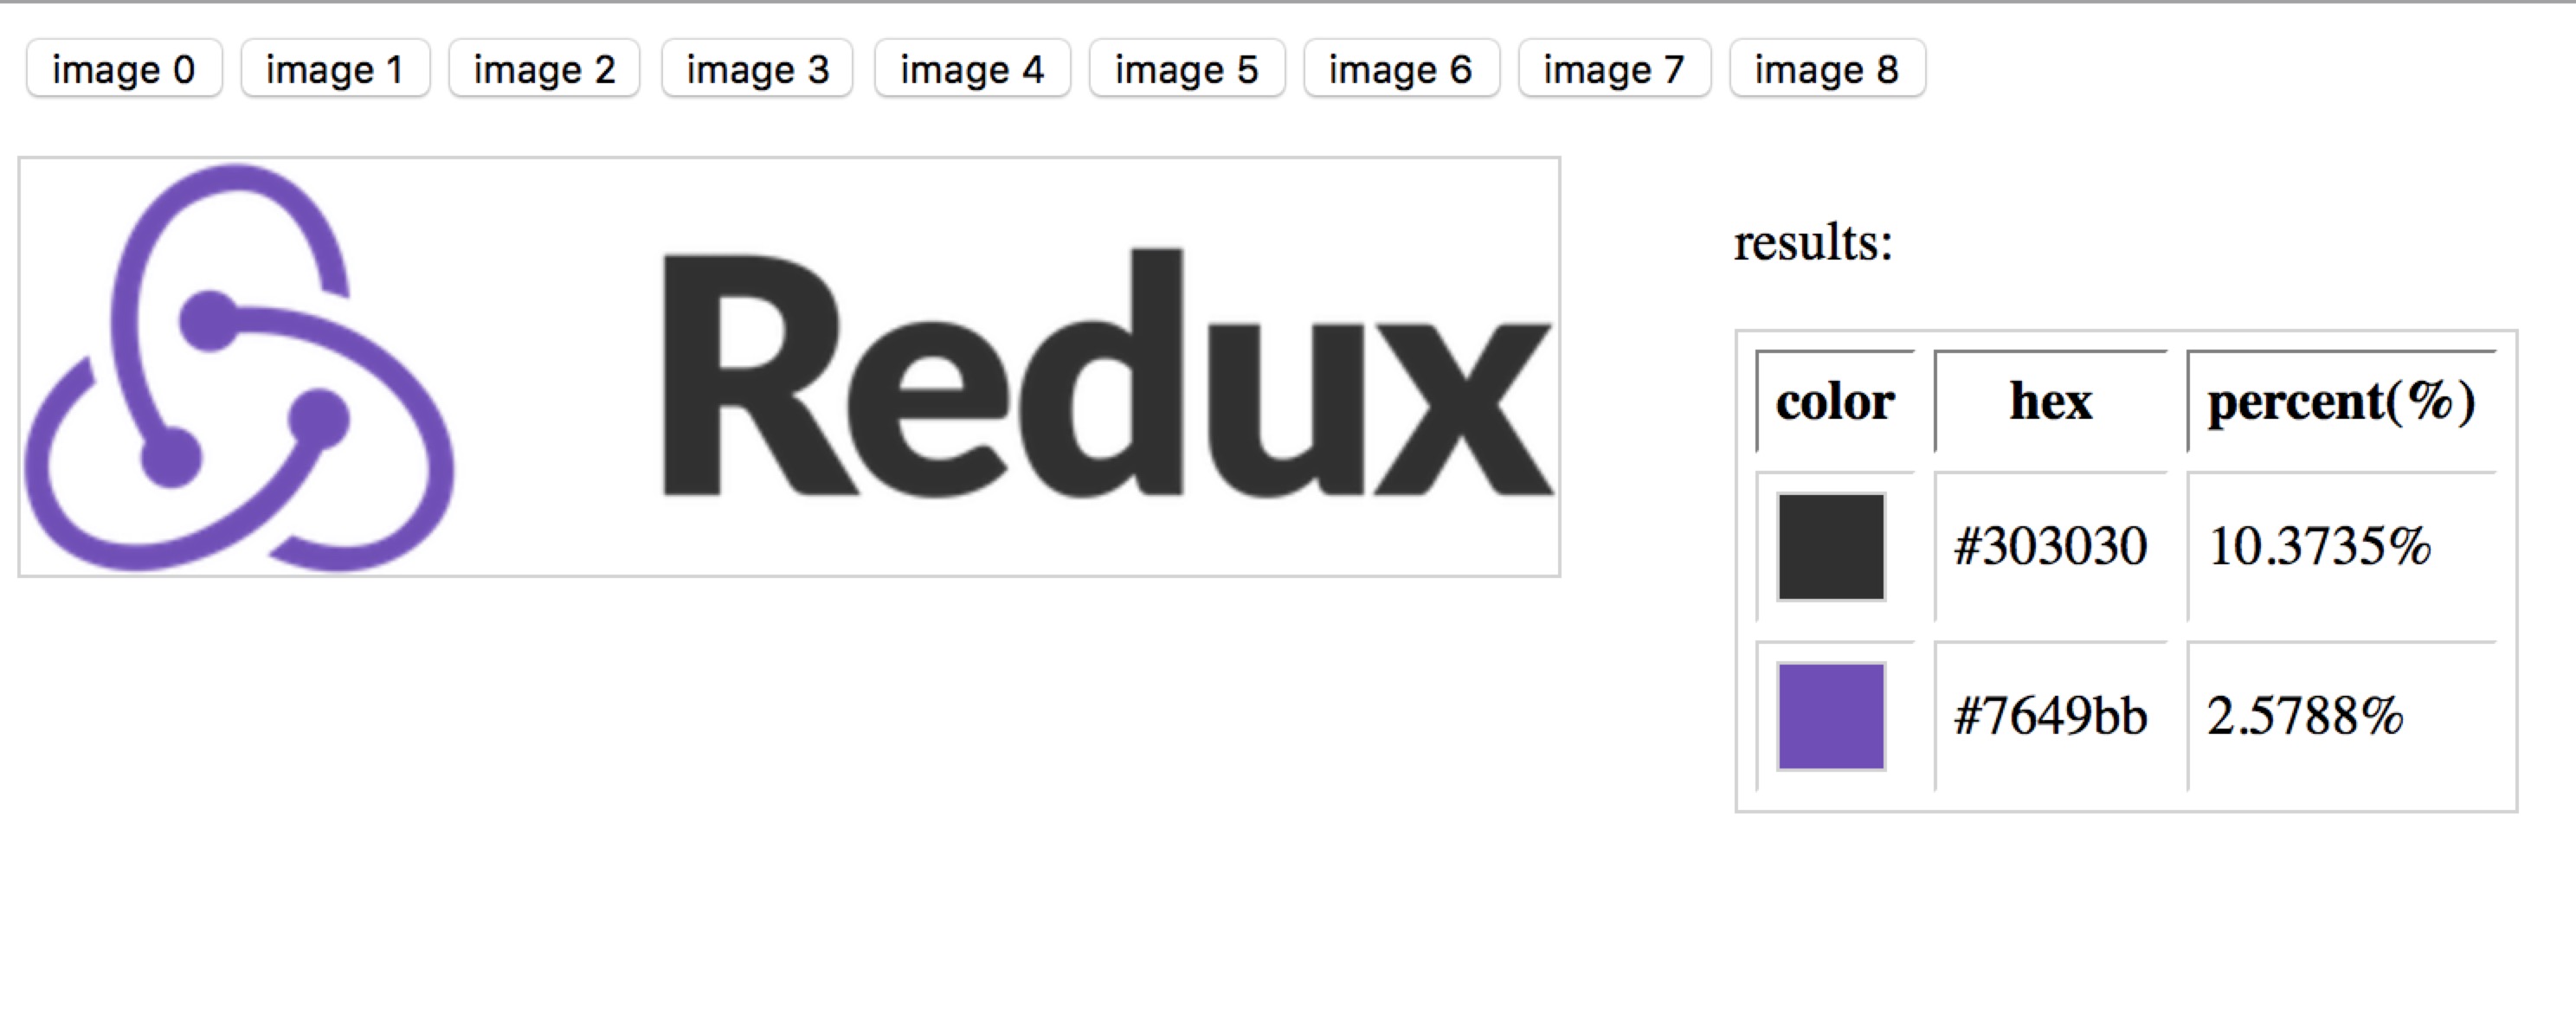 image 0 image 1 image 2 image 3 image 4 image 5 image 6 image 7 image 8
Redux
results:
color hex percent(%)
#303030 10.3735%
#7649bb 2.5788%